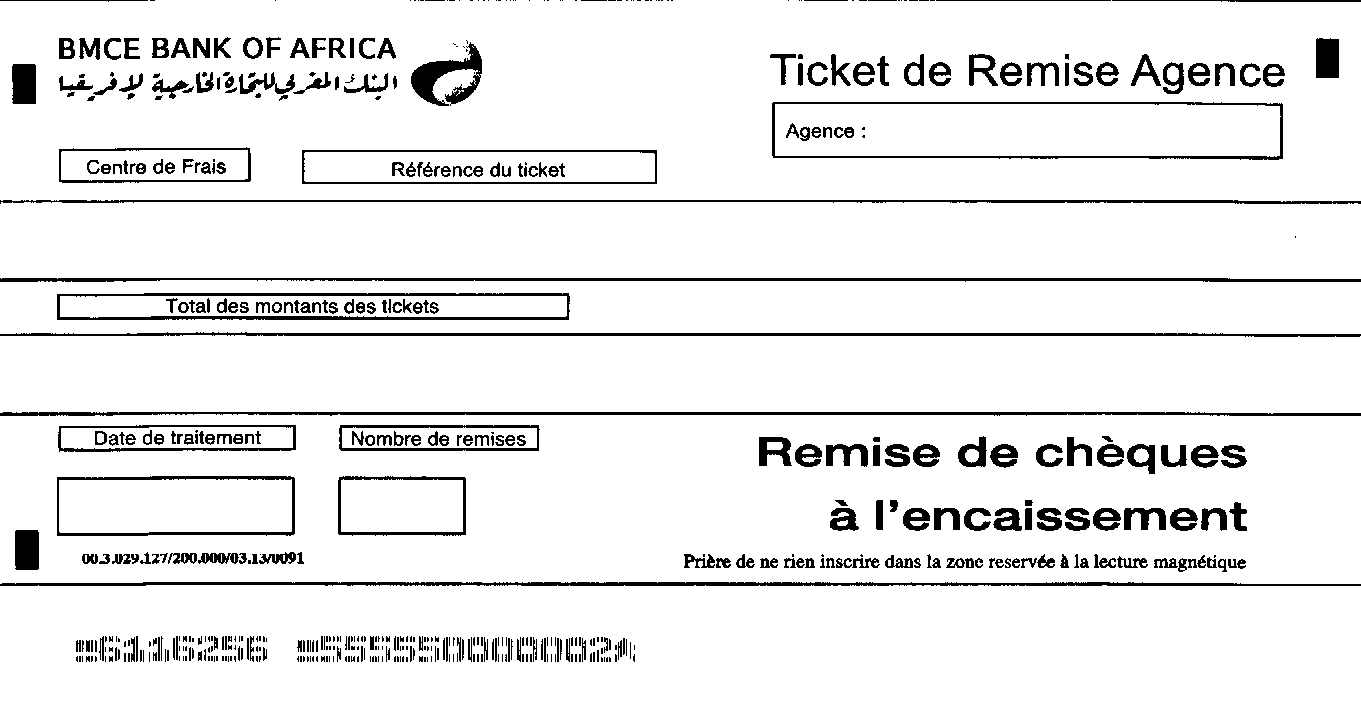 BMCE BANK OF AFRICA
البنك المغربي للتجارة الخارجية لإفريقيا
Ticket de Remise Agence
Agence :
Centre de Frais
Référence du ticket
Total des montants des tickets
Date de traitement
Nombre de remises
Remise de chèques
à l'encaissement
00.3.029.127/200.000/03.13/0091
Prière de ne rien inscrire dans la zone reservée à la lecture magnétique
6116256